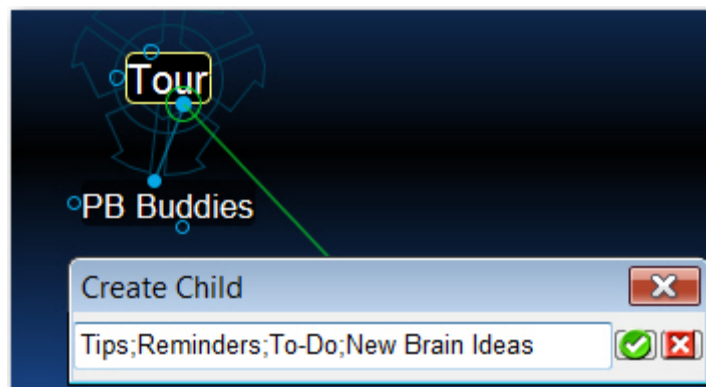 Tour
PB Buddies
Create Child
Tips;Reminders;To-Do;New Brain Ideas